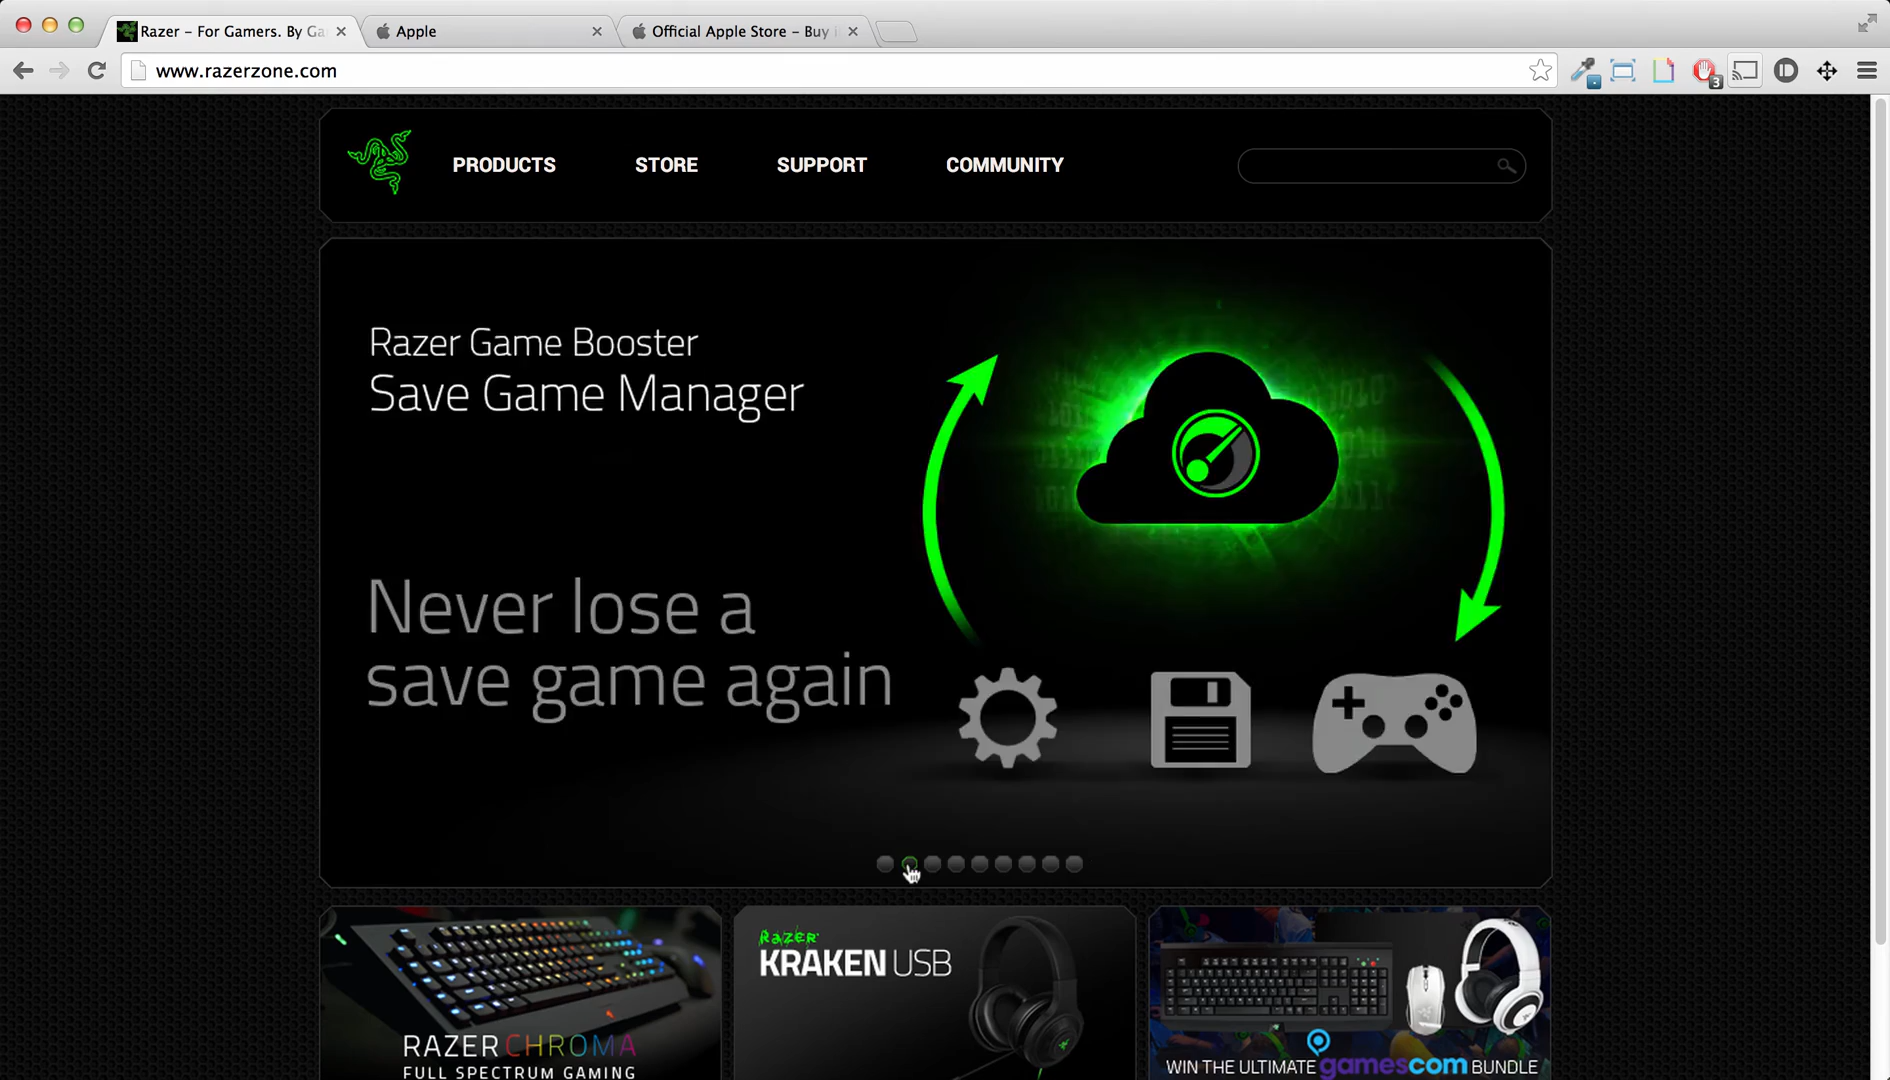 Razer – For Gamers. By Ga
Apple
Official Apple Store – Buy i
www.razerzone.com
3
PRODUCTS
STORE
SUPPORT
COMMUNITY
Razer Game Booster
Save Game Manager
Never lose a
save game again
RAZER CHROMA
FULL SPECTRUM GAMING
RAZER
KRAKEN USB
WIN THE ULTIMATE gamescom BUNDLE